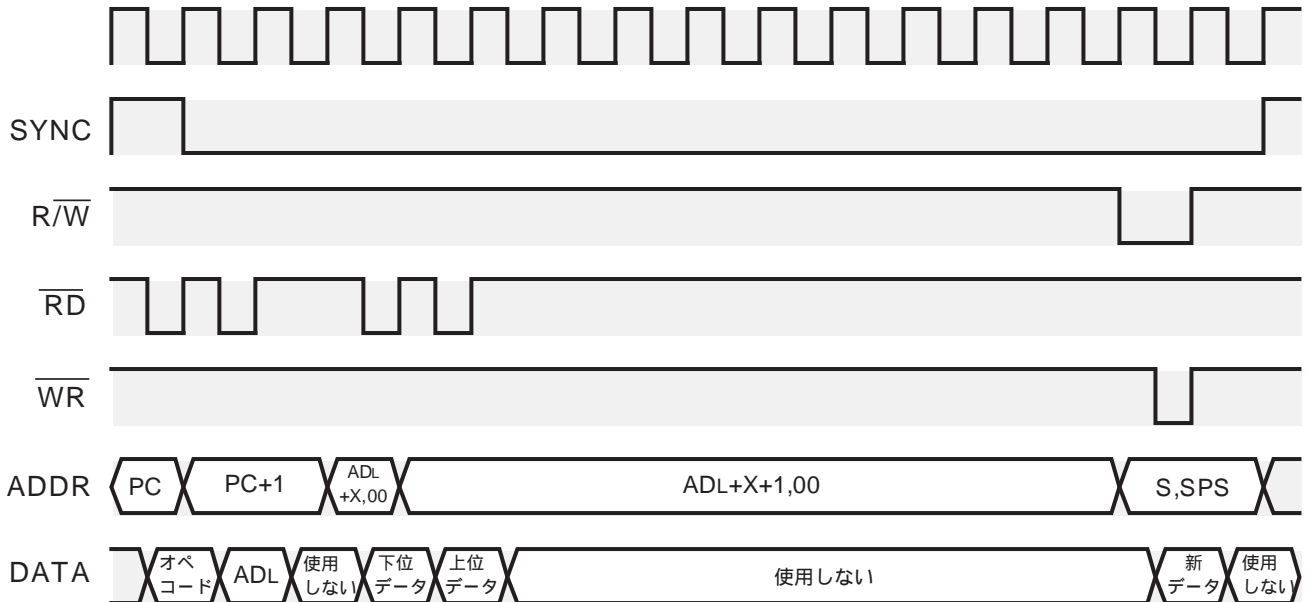 SYNC
R/W
RD
WR
ADDR PC PC+1 ADL
+X,00 ADL+X+1,00 S,SPS
DATA オペ
コード ADL 使用
しない 下位
データ 上位
データ 使用しない 新
データ 使用
しない